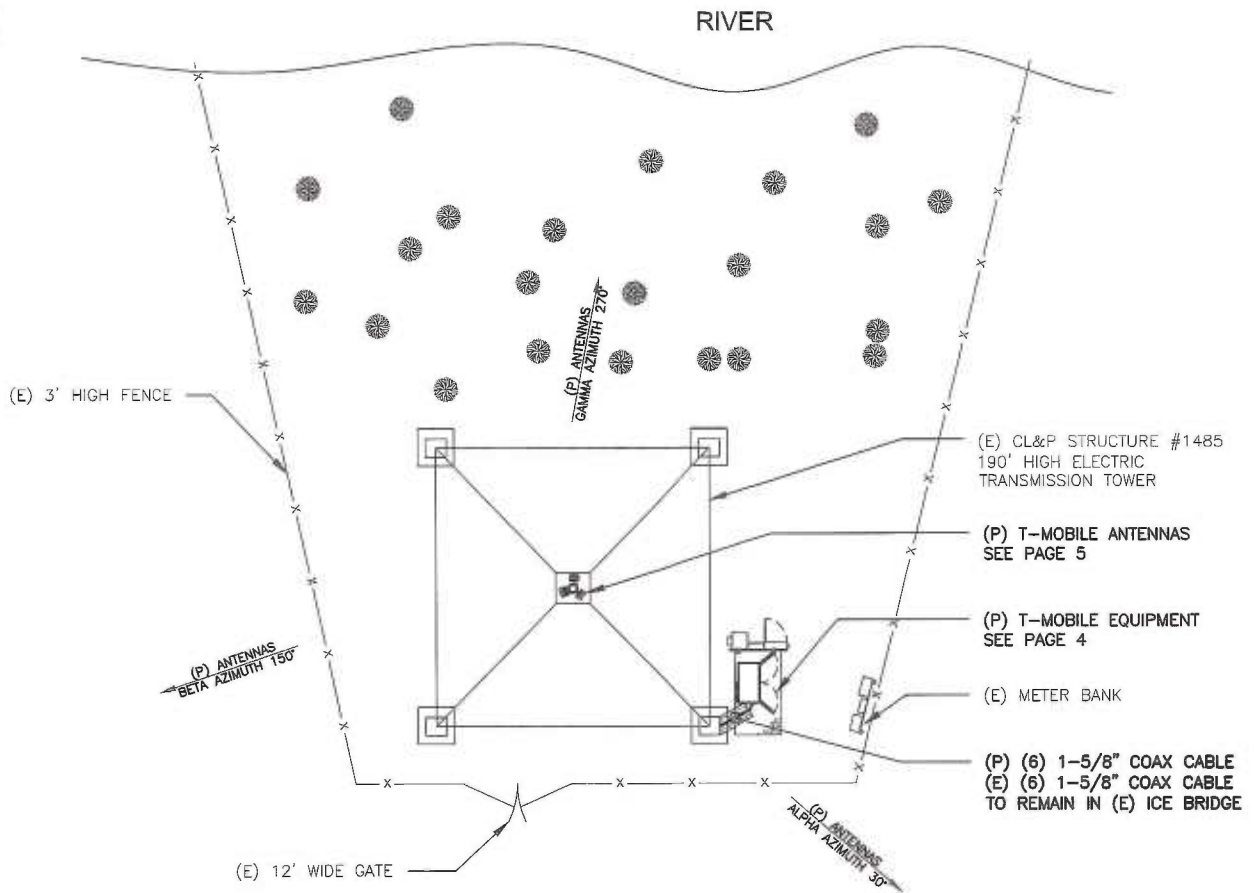 RIVER
(P) ANTENNAS
GAMMA AZIMUTH 270°
(E) 3' HIGH FENCE
(E) CL&P STRUCTURE #1485
190' HIGH ELECTRIC
TRANSMISSION TOWER
(P) T-MOBILE ANTENNAS
SEE PAGE 5
(P) T-MOBILE EQUIPMENT
SEE PAGE 4
(P) ANTENNAS
BETA AZIMUTH 150°
(E) METER BANK
(P) (6) 1-5/8" COAX CABLE
(E) (6) 1-5/8" COAX CABLE
TO REMAIN IN (E) ICE BRIDGE
(P) ANTENNAS
ALPHA AZIMUTH 30°
(E) 12' WIDE GATE